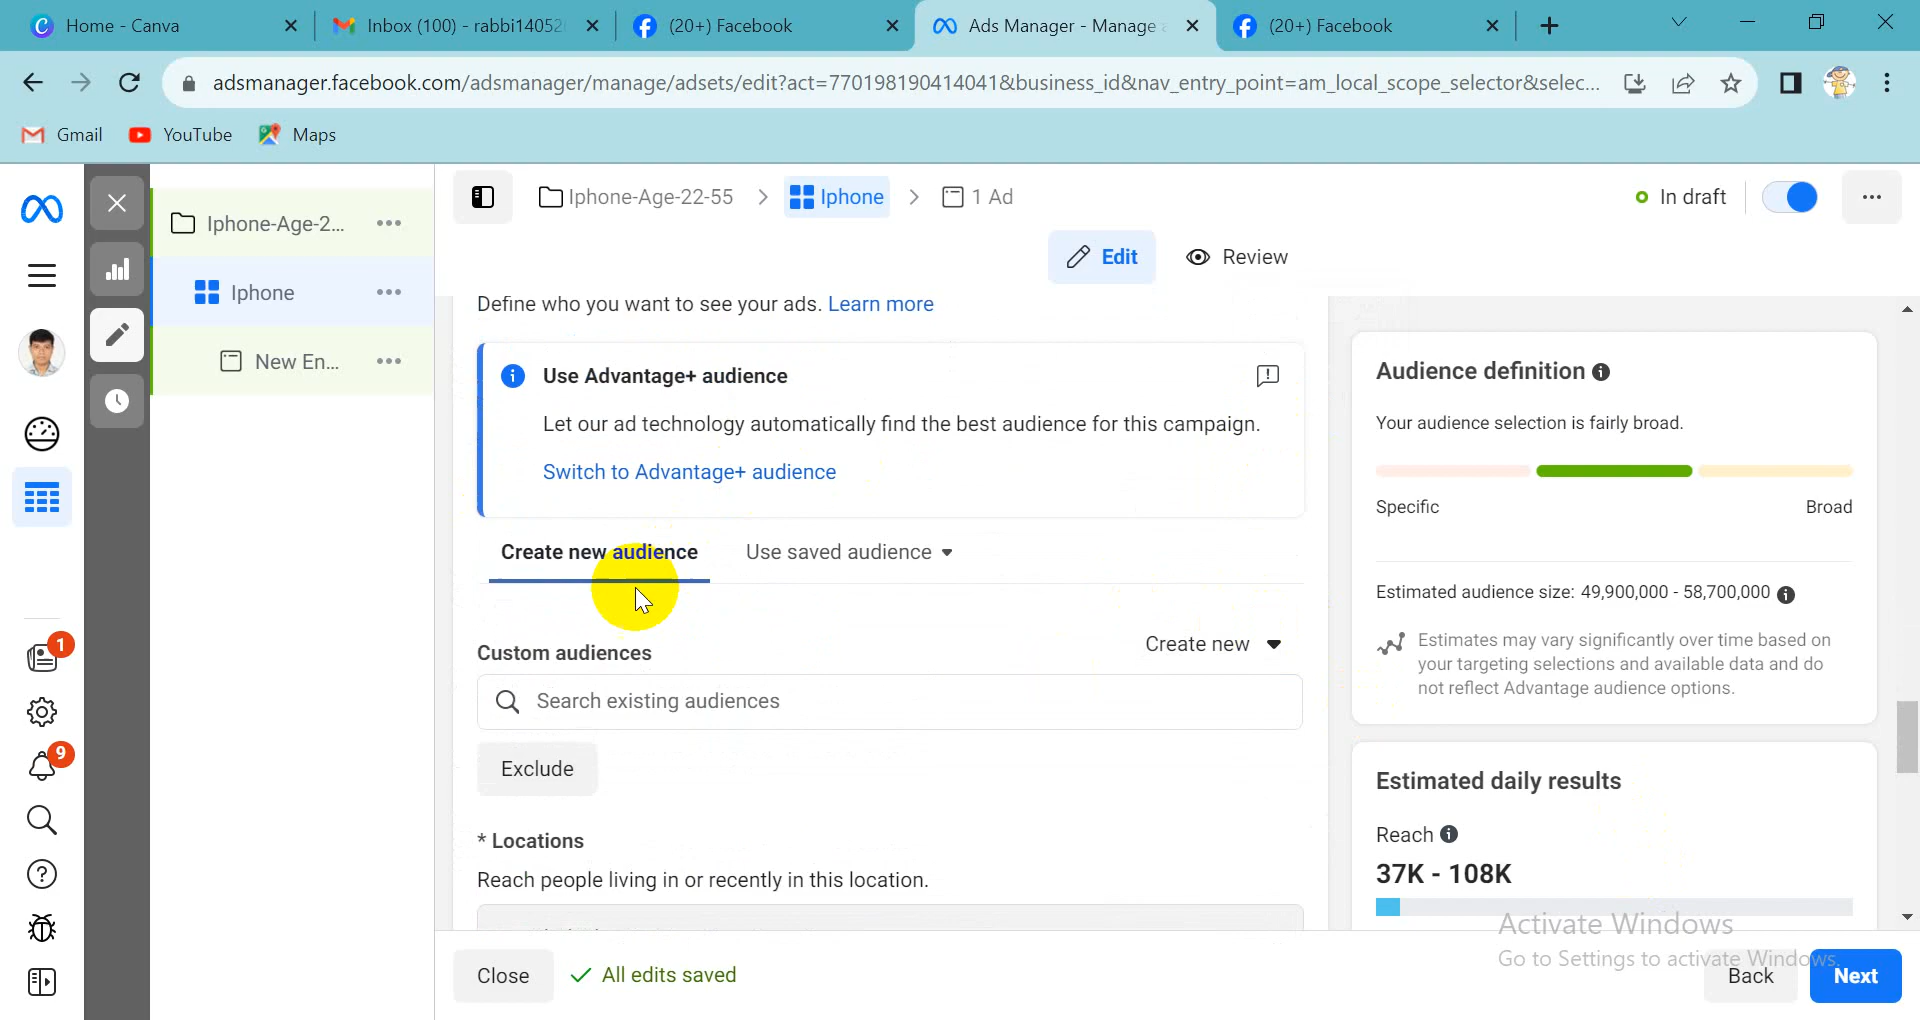 Home - Canva
Inbox (100) - rabbi14052
(20+) Facebook
Ads Manager - Manage a
(20+) Facebook
adsmanager.facebook.com/adsmanager/manage/adsets/edit?act=770198190414041&business_id&nav_entry_point=am_local_scope_selector&selec...
Gmail
YouTube
Maps
Iphone-Age-2...
Iphone
New En...
Iphone-Age-22-55
Iphone
1 Ad
In draft
Edit
Review
Define who you want to see your ads. Learn more
Use Advantage+ audience
Let our ad technology automatically find the best audience for this campaign.
Switch to Advantage+ audience
Create new audience
Use saved audience
Custom audiences
Create new
Search existing audiences
Exclude
* Locations
Reach people living in or recently in this location.
Audience definition
Your audience selection is fairly broad.
Specific
Broad
Estimated audience size: 49,900,000 - 58,700,000
Estimates may vary significantly over time based on
your targeting selections and available data and do
not reflect Advantage audience options.
Estimated daily results
Reach
37K - 108K
Activate Windows
Go to Settings to activate Windows.
1
9
Close
All edits saved
Back
Next